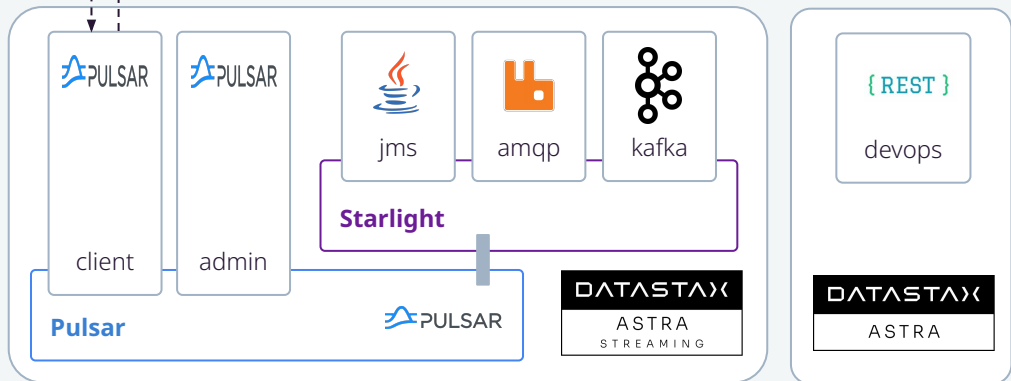 PULSAR
client
PULSAR
admin
jms
amqp
kafka
Starlight
Pulsar
PULSAR
DATASTAX
ASTRA
STREAMING
{ REST }
devops
DATASTAX
ASTRA